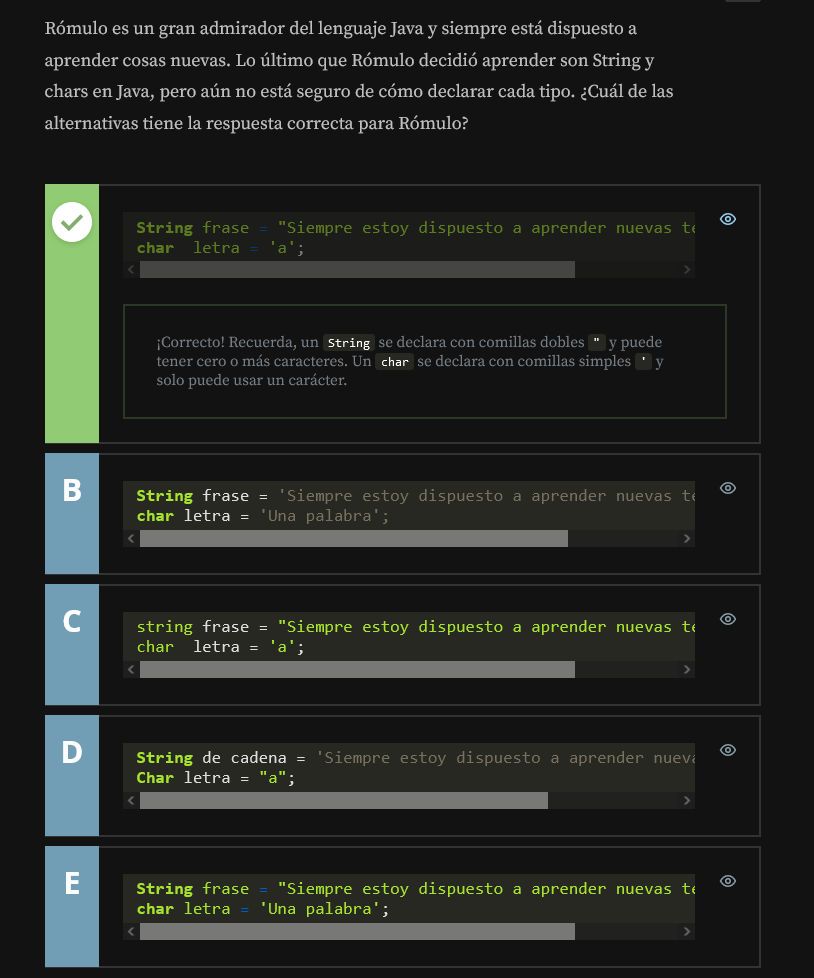 Rómulo es un gran admirador del lenguaje Java y siempre está dispuesto a
aprender cosas nuevas. Lo último que Rómulo decidió aprender son String y
chars en Java, pero aún no está seguro de cómo declarar cada tipo. ¿Cuál de las
alternativas tiene la respuesta correcta para Rómulo?
String frase = "Siempre estoy dispuesto a aprender nuevas te
char  letra = 'a';
¡Correcto! Recuerda, un String se declara con comillas dobles " y puede
tener cero o más caracteres. Un char se declara con comillas simples ' y
solo puede usar un carácter.
B
String frase = 'Siempre estoy dispuesto a aprender nuevas te
char letra = 'Una palabra';
C
string frase = "Siempre estoy dispuesto a aprender nuevas te
char  letra = 'a';
D
String de cadena = 'Siempre estoy dispuesto a aprender nueva
Char letra = "a";
E
String frase = "Siempre estoy dispuesto a aprender nuevas te
char letra = 'Una palabra';